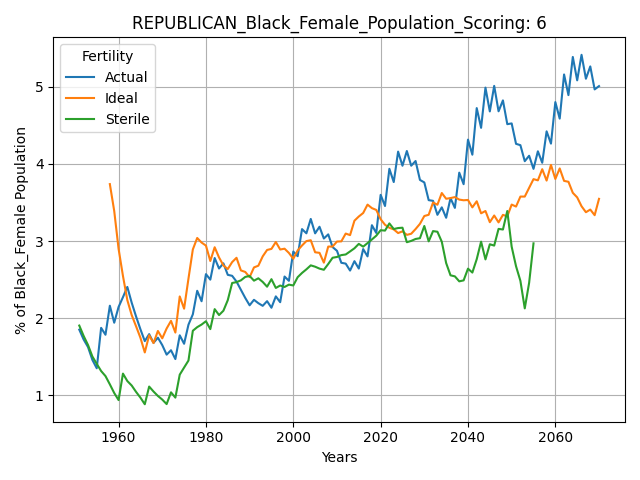 REPUBLICAN_Black_Female_Population_Scoring: 6
Fertility
Actual
Ideal
Sterile
% of Black_Female Population
5
4
3
2
1
1960 1980 2000 2020 2040 2060
Years